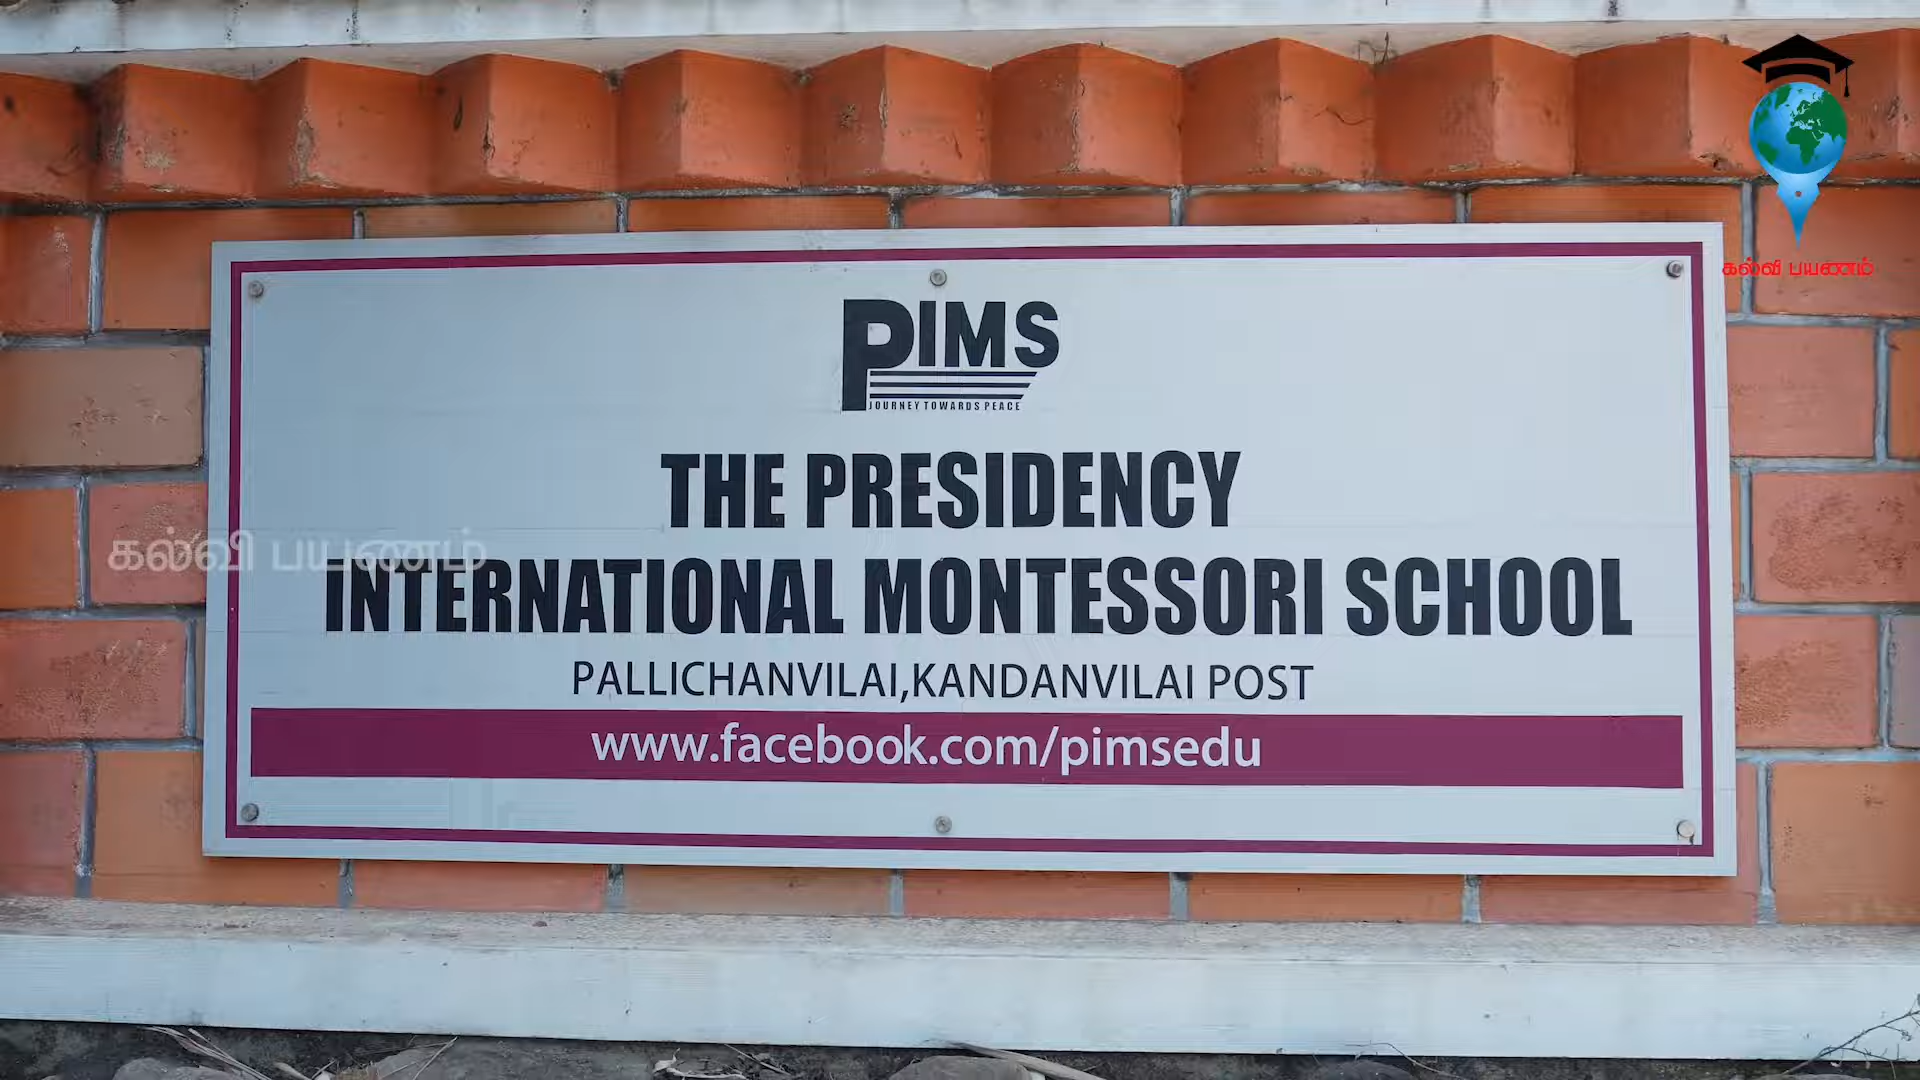 PIMS
JOURNEY TOWARDS PEACE
THE PRESIDENCY
INTERNATIONAL MONTESSORI SCHOOL
PALLICHANVILAI,KANDANVILAI POST
www.facebook.com/pimsedu
கல்வி பயணம்
கல்வி பயணம்